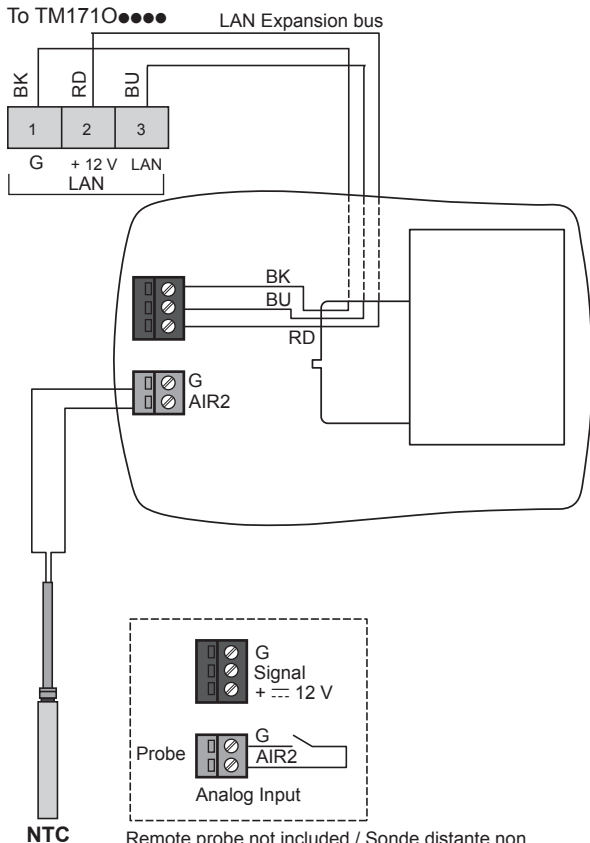 To TM171O●●●●
LAN Expansion bus
BK
RD
BU
1
2
3
G
+ 12 V
LAN
LAN
BK
BU
RD
G
AIR2
G
Signal
+ ⎓ 12 V
Probe
G
AIR2
Analog Input
NTC
Remote probe not included / Sonde distante non